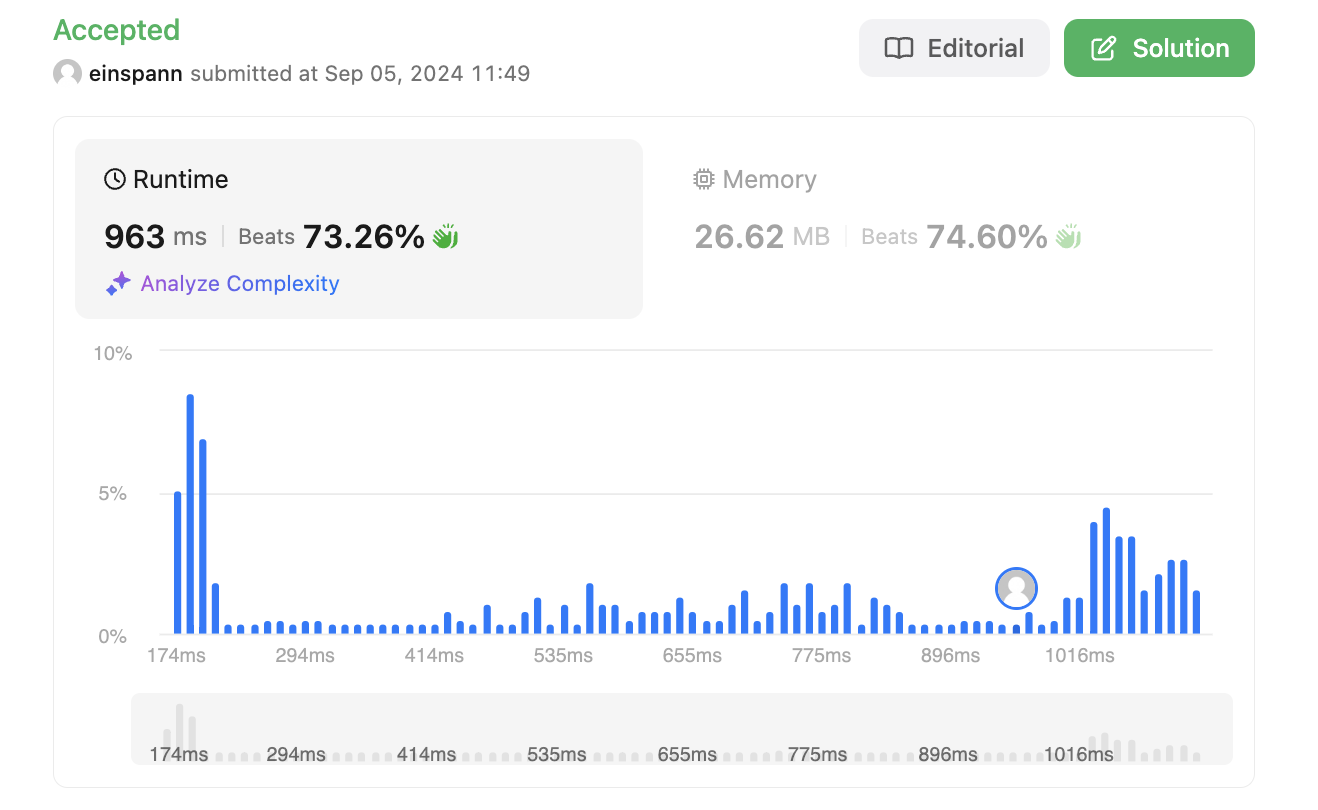 Accepted
einspann submitted at Sep 05, 2024 11:49
Editorial
Solution
Runtime
963 ms Beats 73.26%
Analyze Complexity
Memory
26.62 MB Beats 74.60%
10%
5%
0%
174ms 294ms 414ms 535ms 655ms 775ms 896ms 1016ms
174ms 294ms 414ms 535ms 655ms 775ms 896ms 1016ms